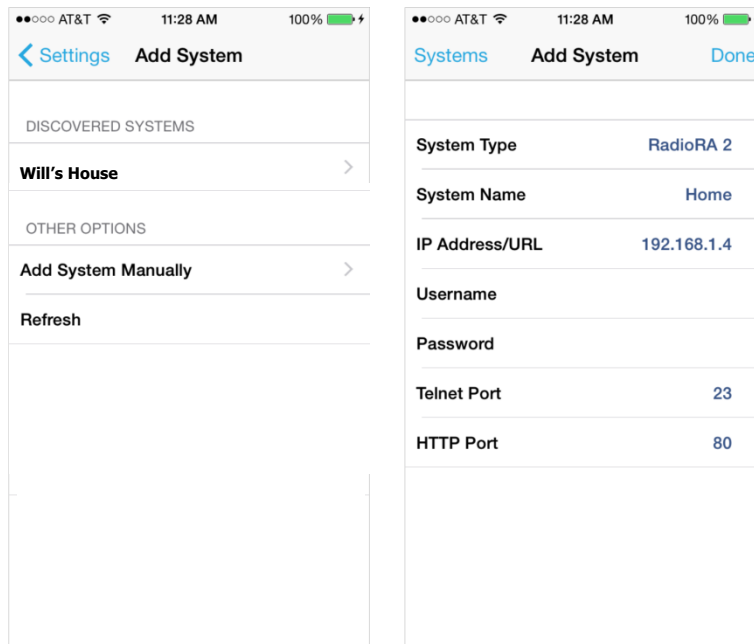 AT&T 11:28 AM 100%
Settings Add System
DISCOVERED SYSTEMS
Will's House
OTHER OPTIONS
Add System Manually
Refresh
AT&T 11:28 AM 100%
Systems Add System Done
System Type RadioRA 2
System Name Home
IP Address/URL 192.168.1.4
Username
Password
Telnet Port 23
HTTP Port 80